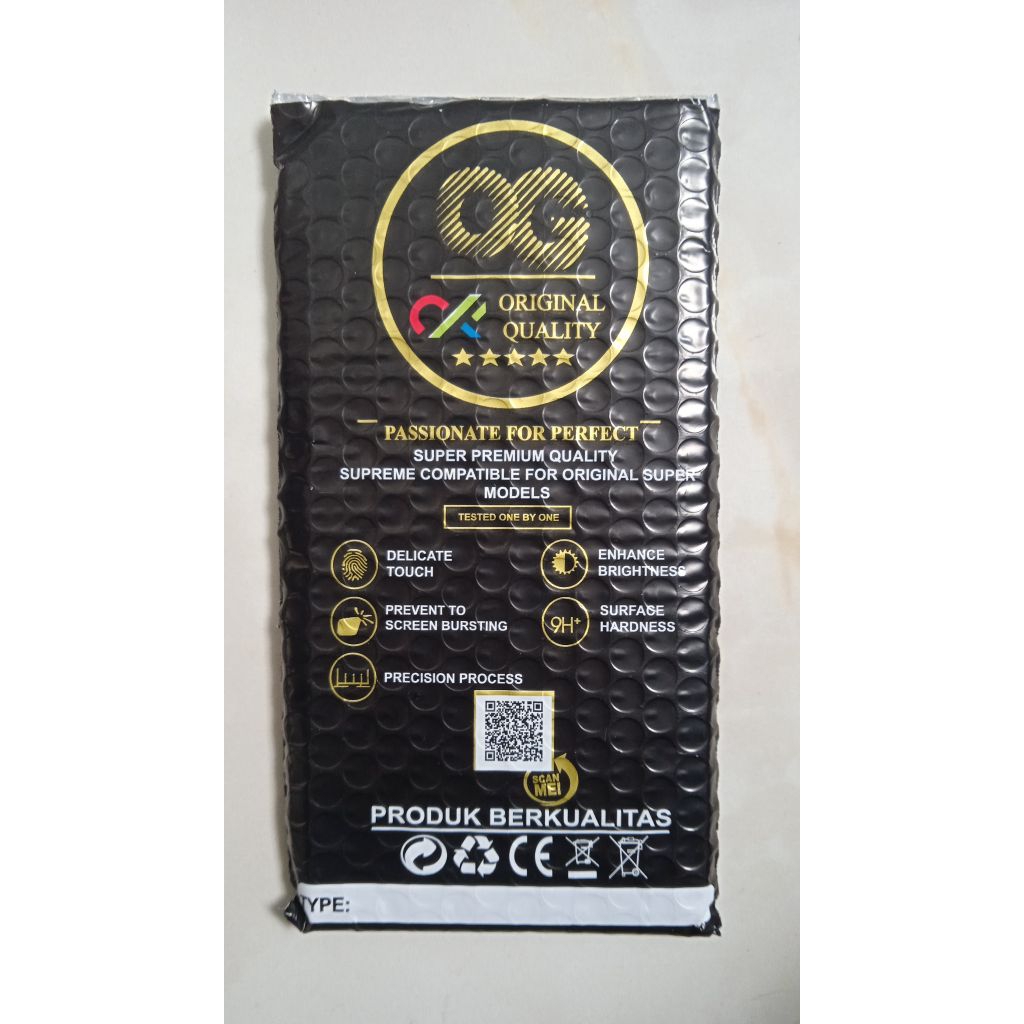 OG
ORIGINAL
QUALITY
PASSIONATE FOR PERFECT
SUPER PREMIUM QUALITY
SUPREME COMPATIBLE FOR ORIGINAL SUPER
MODELS
TESTED ONE BY ONE
DELICATE
TOUCH
ENHANCE
BRIGHTNESS
PREVENT TO
SCREEN BURSTING
9H+
SURFACE
HARDNESS
PRECISION PROCESS
SCAN
ME!
PRODUK BERKUALITAS
CE
TYPE: